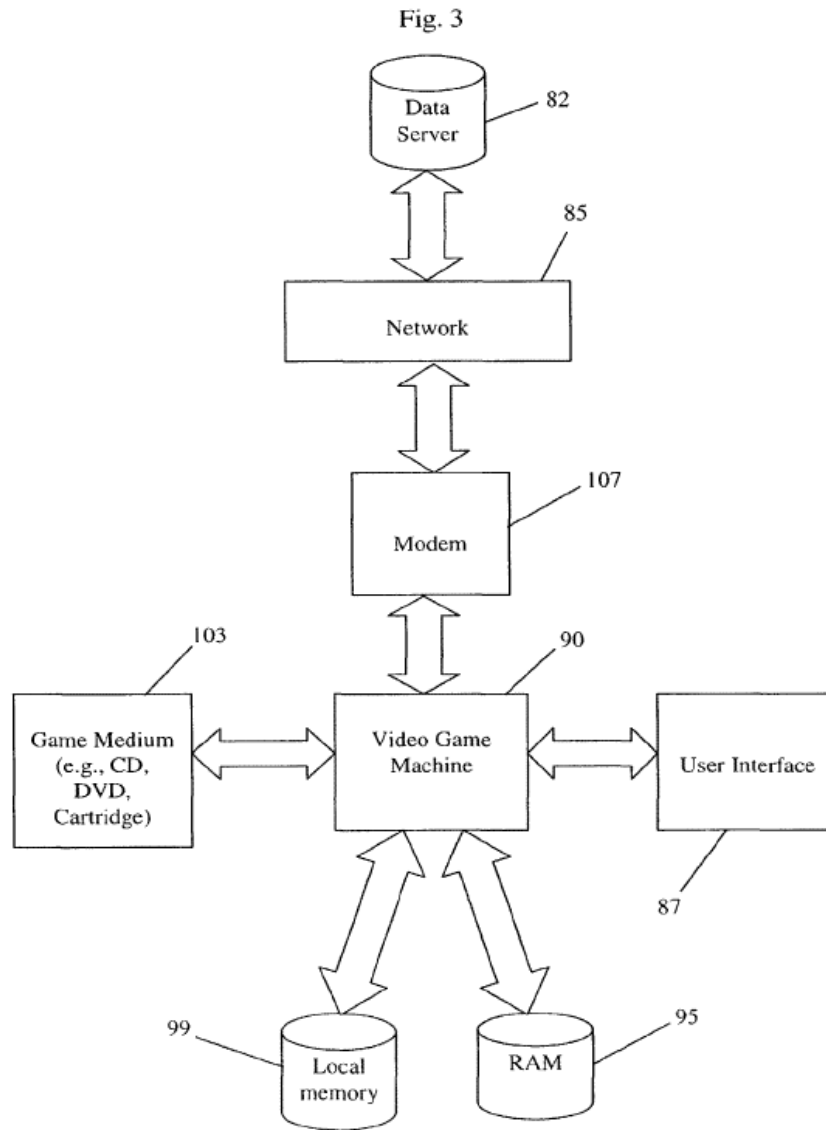 Fig. 3
Data
Server
82
85
Network
107
Modem
103
90
Game Medium
(e.g., CD,
DVD,
Cartridge)
Video Game
Machine
User Interface
87
99
Local
memory
RAM
95